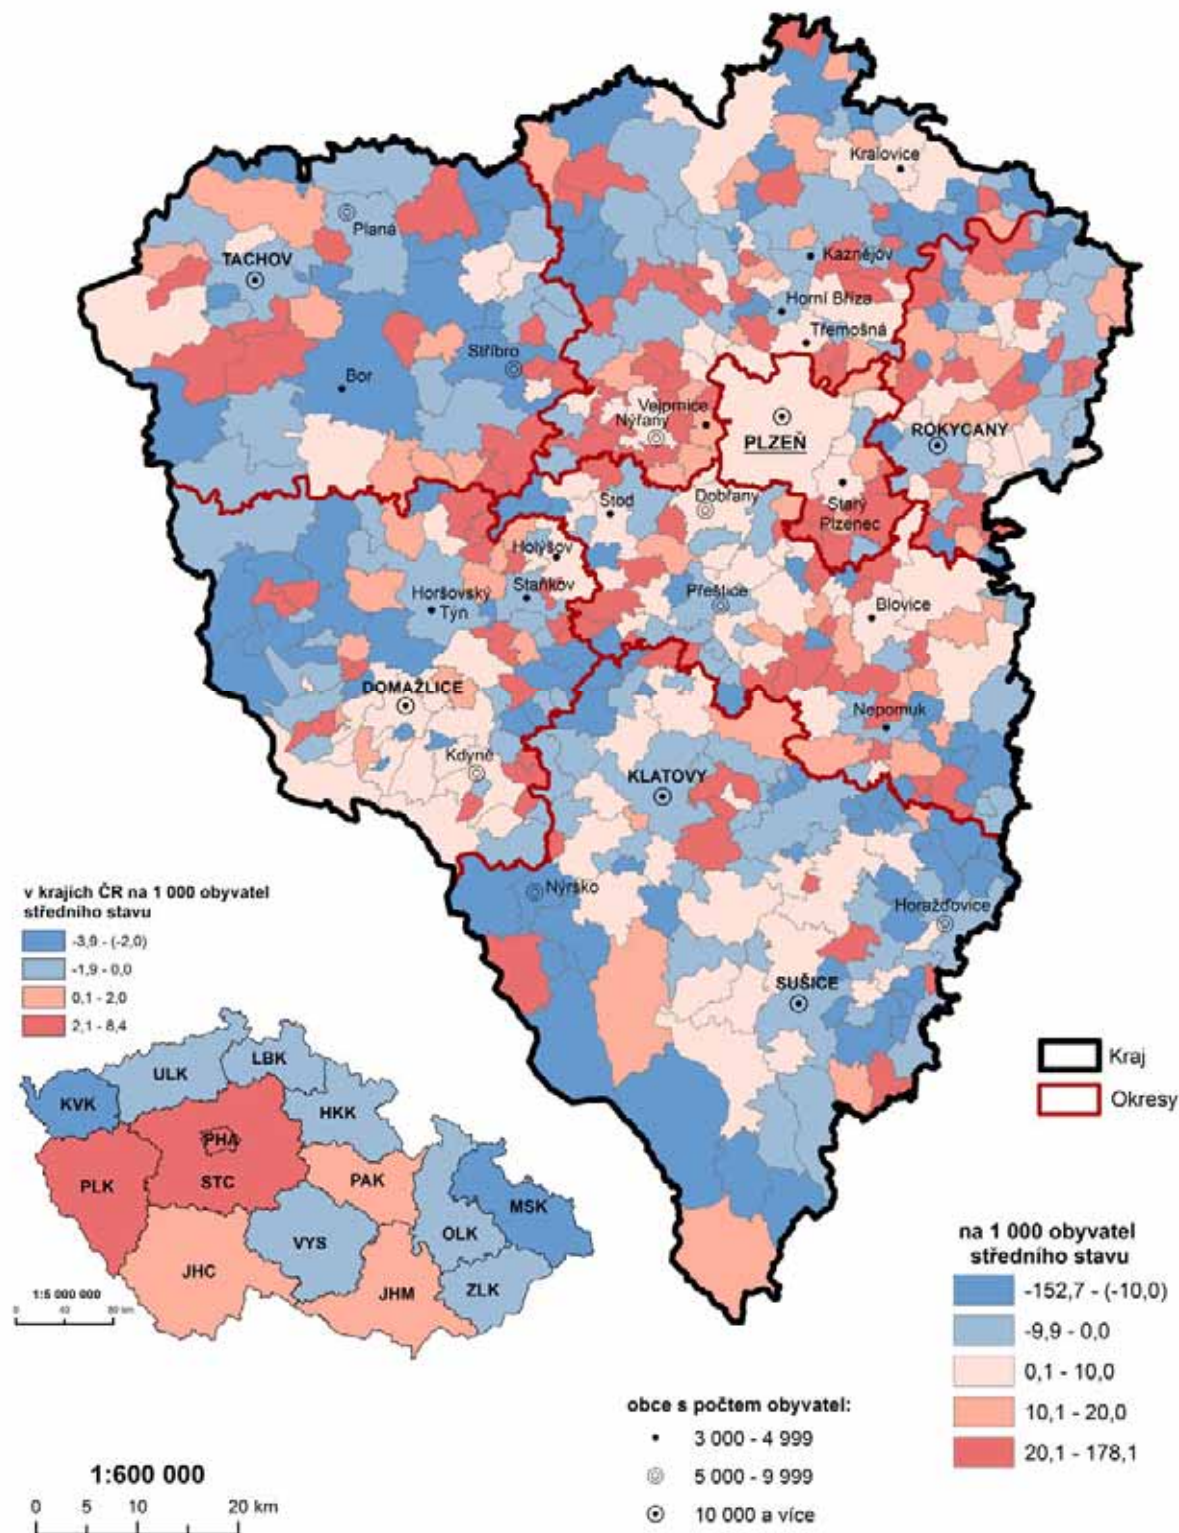 Kralovice
Planá
TACHOV
Kaznějov
Horní Bříza
Třemošná
Stříbro
Bor
Vejprnice
Nýřany
PLZEŇ
ROKYCANY
Stod
Dobřany
Starý
Plzenec
Holýšov
Staňkov
Horšovský
Týn
Přeštice
Blovice
DOMAŽLICE
Nepomuk
Kdyně
KLATOVY
Nýrsko
Horažďovice
SUŠICE
v krajích ČR na 1 000 obyvatel
středního stavu
-3,9 - (-2,0)
-1,9 - 0,0
0,1 - 2,0
2,1 - 8,4
LBK
ULK
KVK
HKK
PHA
PLK
STC
PAK
MSK
VYS
OLK
JHC
JHM
ZLK
1:5 000 000
0 40 80 km
Kraj
Okresy
na 1 000 obyvatel
středního stavu
-152,7 - (-10,0)
-9,9 - 0,0
0,1 - 10,0
10,1 - 20,0
20,1 - 178,1
obce s počtem obyvatel:
3 000 - 4 999
5 000 - 9 999
10 000 a více
1:600 000
0 5 10 20 km